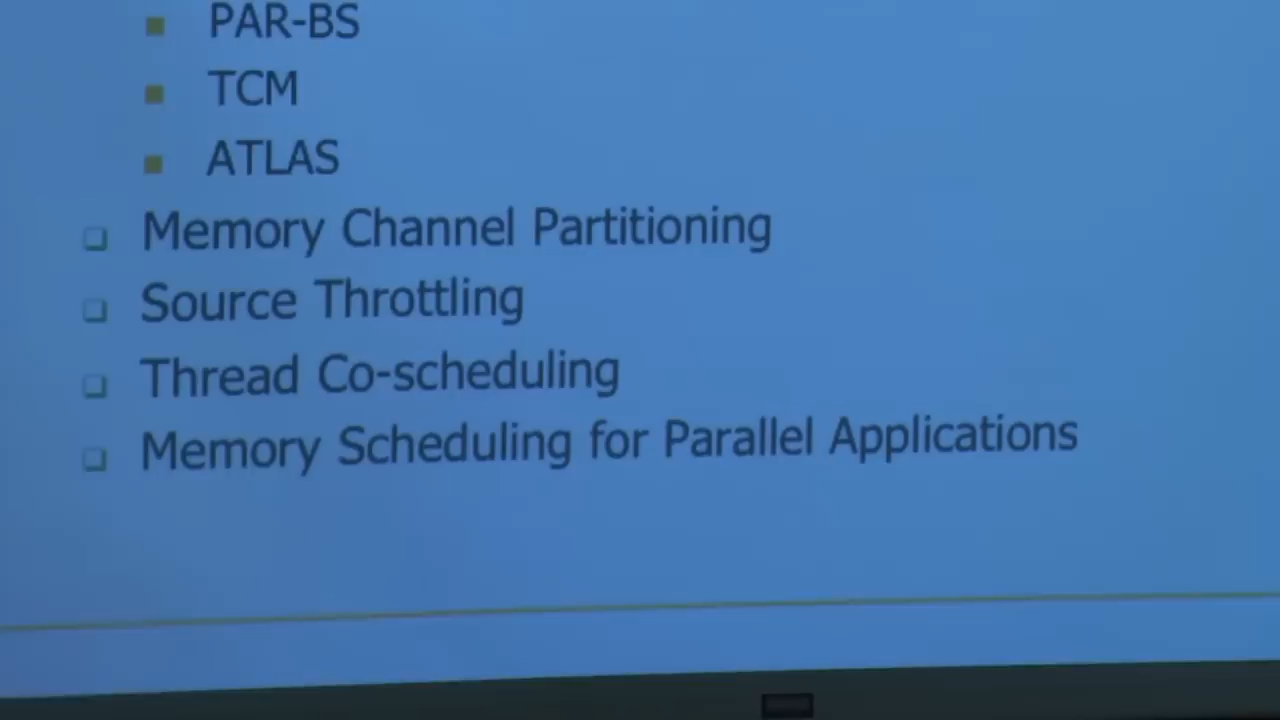 PAR-BS
TCM
ATLAS
Memory Channel Partitioning
Source Throttling
Thread Co-scheduling
Memory Scheduling for Parallel Applications